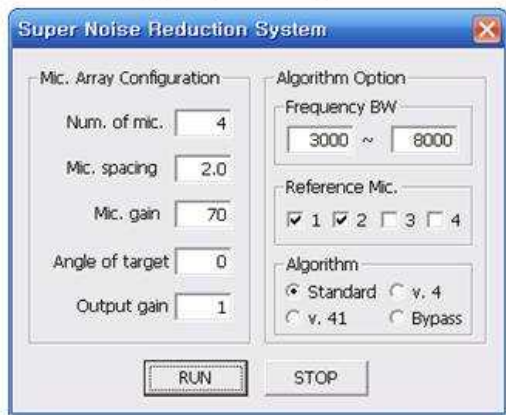 Super Noise Reduction System
Mic. Array Configuration
Num. of mic. 4
Mic. spacing 2.0
Mic. gain 70
Angle of target 0
Output gain 1
Algorithm Option
Frequency BW
3000 ~ 8000
Reference Mic.
1 2 3 4
Algorithm
Standard v. 4
v. 41 Bypass
RUN STOP